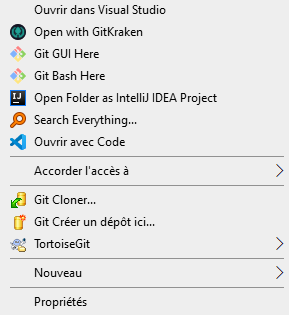 Ouvrir dans Visual Studio
Open with GitKraken
Git GUI Here
Git Bash Here
Open Folder as IntelliJ IDEA Project
Search Everything...
Ouvrir avec Code
Accorder l'accès à
Git Cloner...
Git Créer un dépôt ici...
TortoiseGit
Nouveau
Propriétés